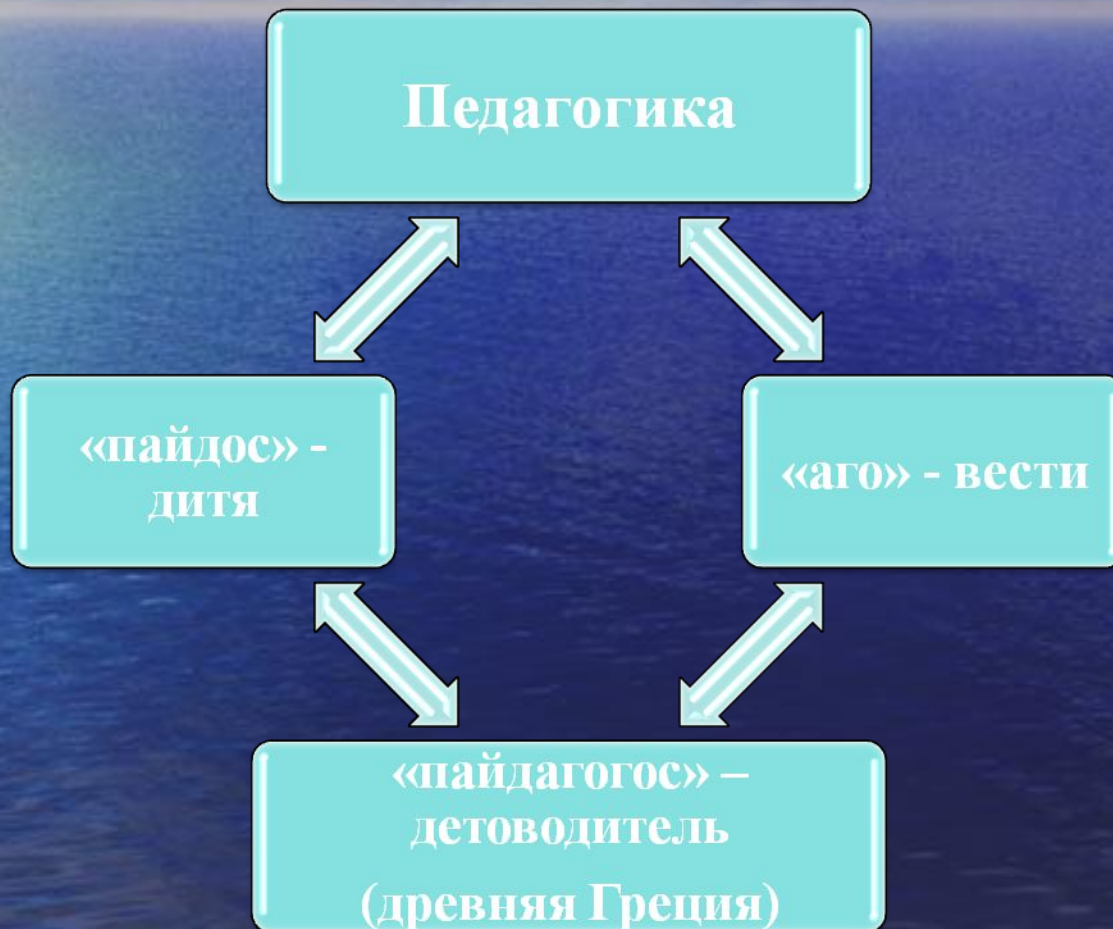 Педагогика
«пайдос» -
дитя
«аго» - вести
«пайдагогос» –
детоводитель
(древняя Греция)